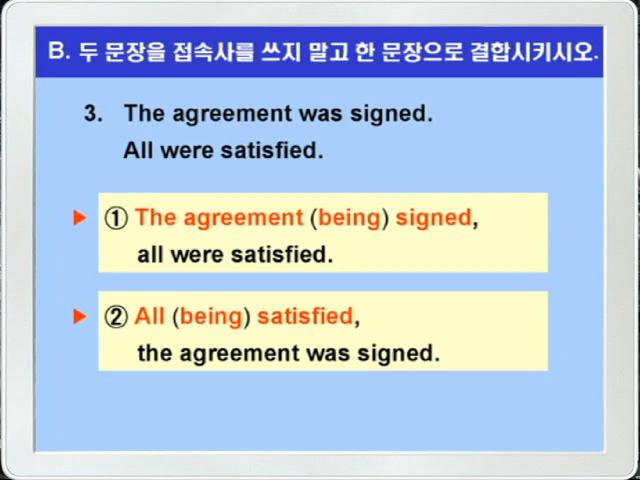 B. 두 문장을 접속사를 쓰지 말고 한 문장으로 결합시키시오.
3. The agreement was signed.
All were satisfied.
▶ ① The agreement (being) signed,
all were satisfied.
▶ ② All (being) satisfied,
the agreement was signed.